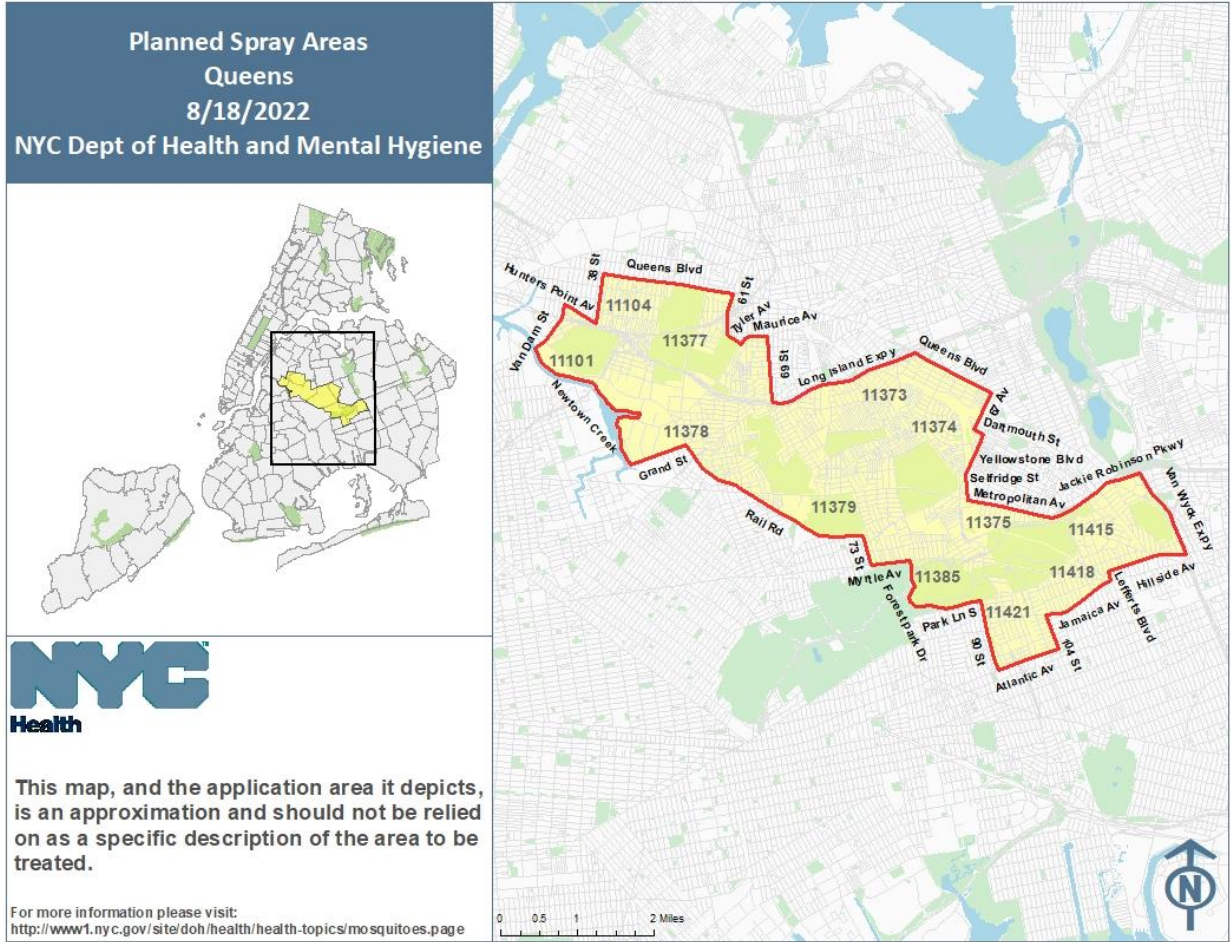 Planned Spray Areas
Queens
8/18/2022
NYC Dept of Health and Mental Hygiene
NYC
Health
This map, and the application area it depicts,
is an approximation and should not be relied
on as a specific description of the area to be
treated.
For more information please visit:
http://www1.nyc.gov/site/doh/health/health-topics/mosquitoes.page
Hunters Point Av
38 St
Queens Blvd
61 St
Tyler Av
Maurice Av
11104
11377
Van Dam St
11101
69 St
Long Island Expy
Queens Blvd
11373
67 Av
11374
Dartmouth St
Newtown Creek
11378
Grand St
Yellowstone Blvd
Selfridge St
Metropolitan Av
Jackie Robinson Pkwy
Van Wyck Expy
Rail Rd
11379
11375
11415
73 St
Myrtle Av
11385
11418
Forest Park Dr
Park Ln S
11421
Lefferts Blvd
Hillside Av
Jamaica Av
90 St
104 St
Atlantic Av
0 0.5 1 2 Miles
N